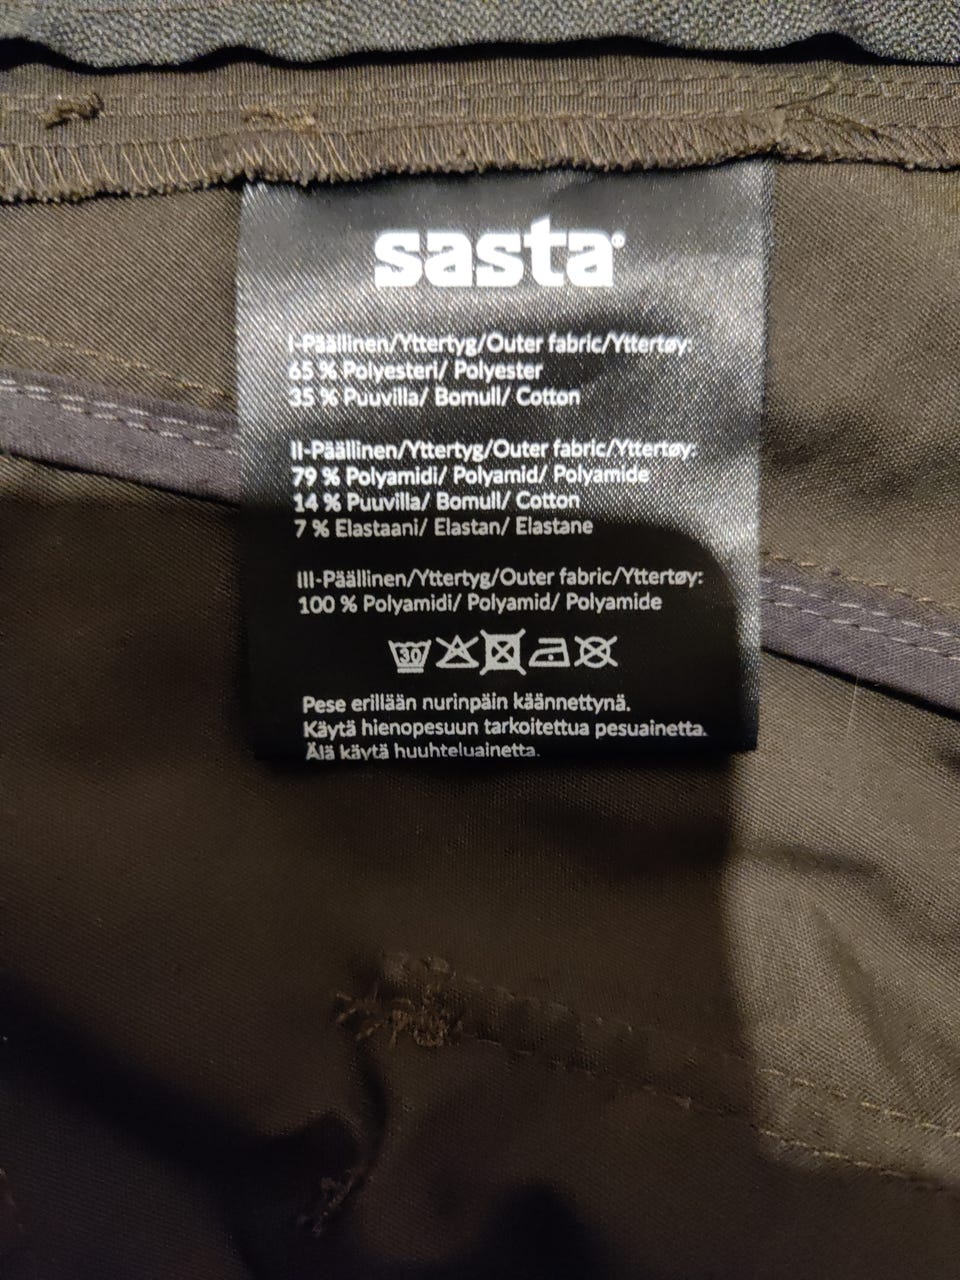 sasta®
I-Päällinen/Yttertyg/Outer fabric/Yttertøy:
65 % Polyesteri/ Polyester
35 % Puuvilla/ Bomull/ Cotton
II-Päällinen/Yttertyg/Outer fabric/Yttertøy:
79 % Polyamidi/ Polyamid/ Polyamide
14 % Puuvilla/ Bomull/ Cotton
7 % Elastaani/ Elastan/ Elastane
III-Päällinen/Yttertyg/Outer fabric/Yttertøy:
100 % Polyamidi/ Polyamid/ Polyamide
30
Pese erillään nurinpäin käännettynä.
Käytä hienopesuun tarkoitettua pesuainetta.
Älä käytä huuhteluainetta.